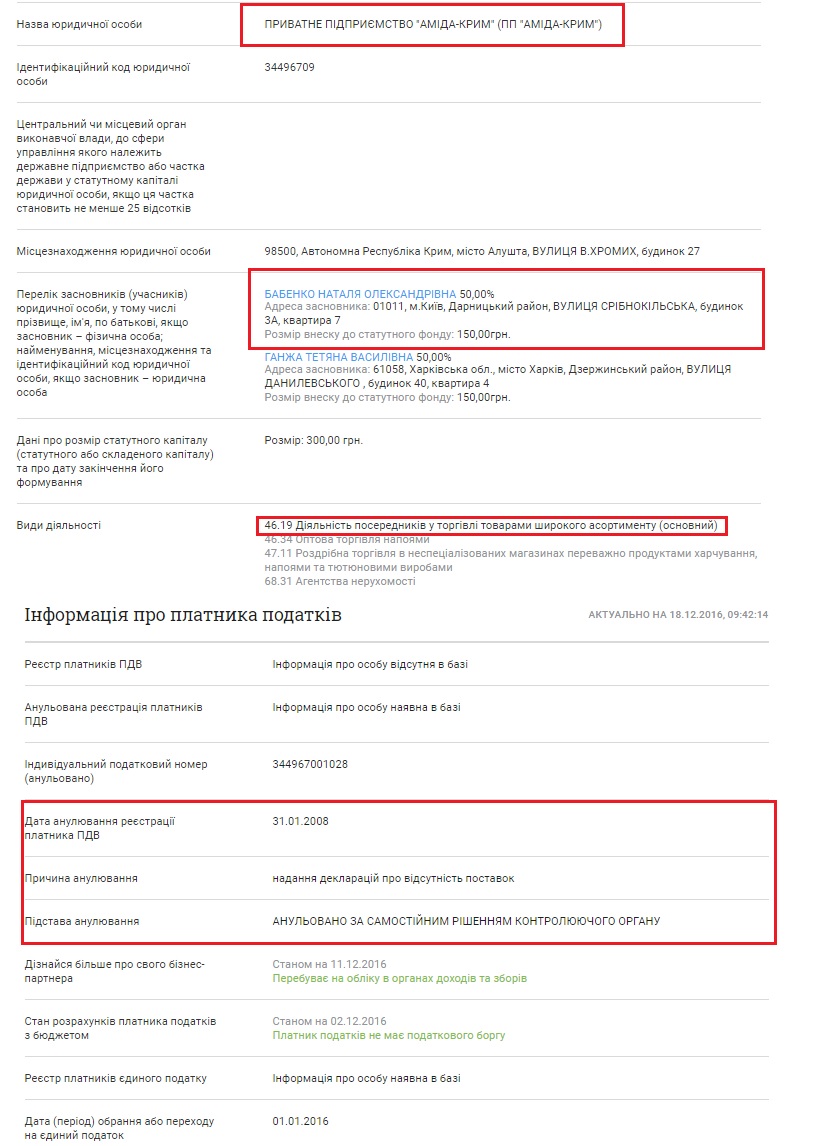 Назва юридичної особи
ПРИВАТНЕ ПІДПРИЄМСТВО "АМІДА-КРИМ" (ПП "АМІДА-КРИМ")
Ідентифікаційний код юридичної
особи
34496709
Центральний чи місцевий орган
виконавчої влади, до сфери
управління якого належить
державне підприємство або частка
держави у статутному капіталі
юридичної особи, якщо ця частка
становить не менше 25 відсотків
Місцезнаходження юридичної особи
98500, Автономна Республіка Крим, місто Алушта, ВУЛИЦЯ В.ХРОМИХ, будинок 27
Перелік засновників (учасників)
юридичної особи, у тому числі
прізвище, ім'я, по батькові, якщо
засновник – фізична особа;
найменування, місцезнаходження та
ідентифікаційний код юридичної
особи, якщо засновник – юридична
особа
БАБЕНКО НАТАЛЯ ОЛЕКСАНДРІВНА 50,00%
Адреса засновника: 01011, м.Київ, Дарницький район, ВУЛИЦЯ СРІБНОКІЛЬСЬКА, будинок
3А, квартира 7
Розмір внеску до статутного фонду: 150,00грн.
ГАНЖА ТЕТЯНА ВАСИЛІВНА 50,00%
Адреса засновника: 61058, Харківська обл., місто Харків, Дзержинський район, ВУЛИЦЯ
ДАНИЛЕВСЬКОГО , будинок 40, квартира 4
Розмір внеску до статутного фонду: 150,00грн.
Дані про розмір статутного капіталу
(статутного або складеного капіталу)
та про дату закінчення його
формування
Розмір: 300,00 грн.
Види діяльності
46.19 Діяльність посередників у торгівлі товарами широкого асортименту (основний)
46.34 Оптова торгівля напоями
47.11 Роздрібна торгівля в неспеціалізованих магазинах переважно продуктами харчування,
напоями та тютюновими виробами
68.31 Агентства нерухомості
Інформація про платника податків
АКТУАЛЬНО НА 18.12.2016, 09:42:14
Реєстр платників ПДВ
Інформація про особу відсутня в базі
Анульована реєстрація платників
ПДВ
Інформація про особу наявна в базі
Індивідуальний податковий номер
(анульовано)
344967001028
Дата анулювання реєстрації
платника ПДВ
31.01.2008
Причина анулювання
надання декларацій про відсутність поставок
Підстава анулювання
АНУЛЬОВАНО ЗА САМОСТІЙНИМ РІШЕННЯМ КОНТРОЛЮЮЧОГО ОРГАНУ
Дізнайся більше про свого бізнес-
партнера
Станом на 11.12.2016
Перебуває на обліку в органах доходів та зборів
Стан розрахунків платника податків
з бюджетом
Станом на 02.12.2016
Платник податків не має податкового боргу
Реєстр платників єдиного податку
Інформація про особу наявна в базі
Дата (період) обрання або переходу
на єдиний податок
01.01.2016